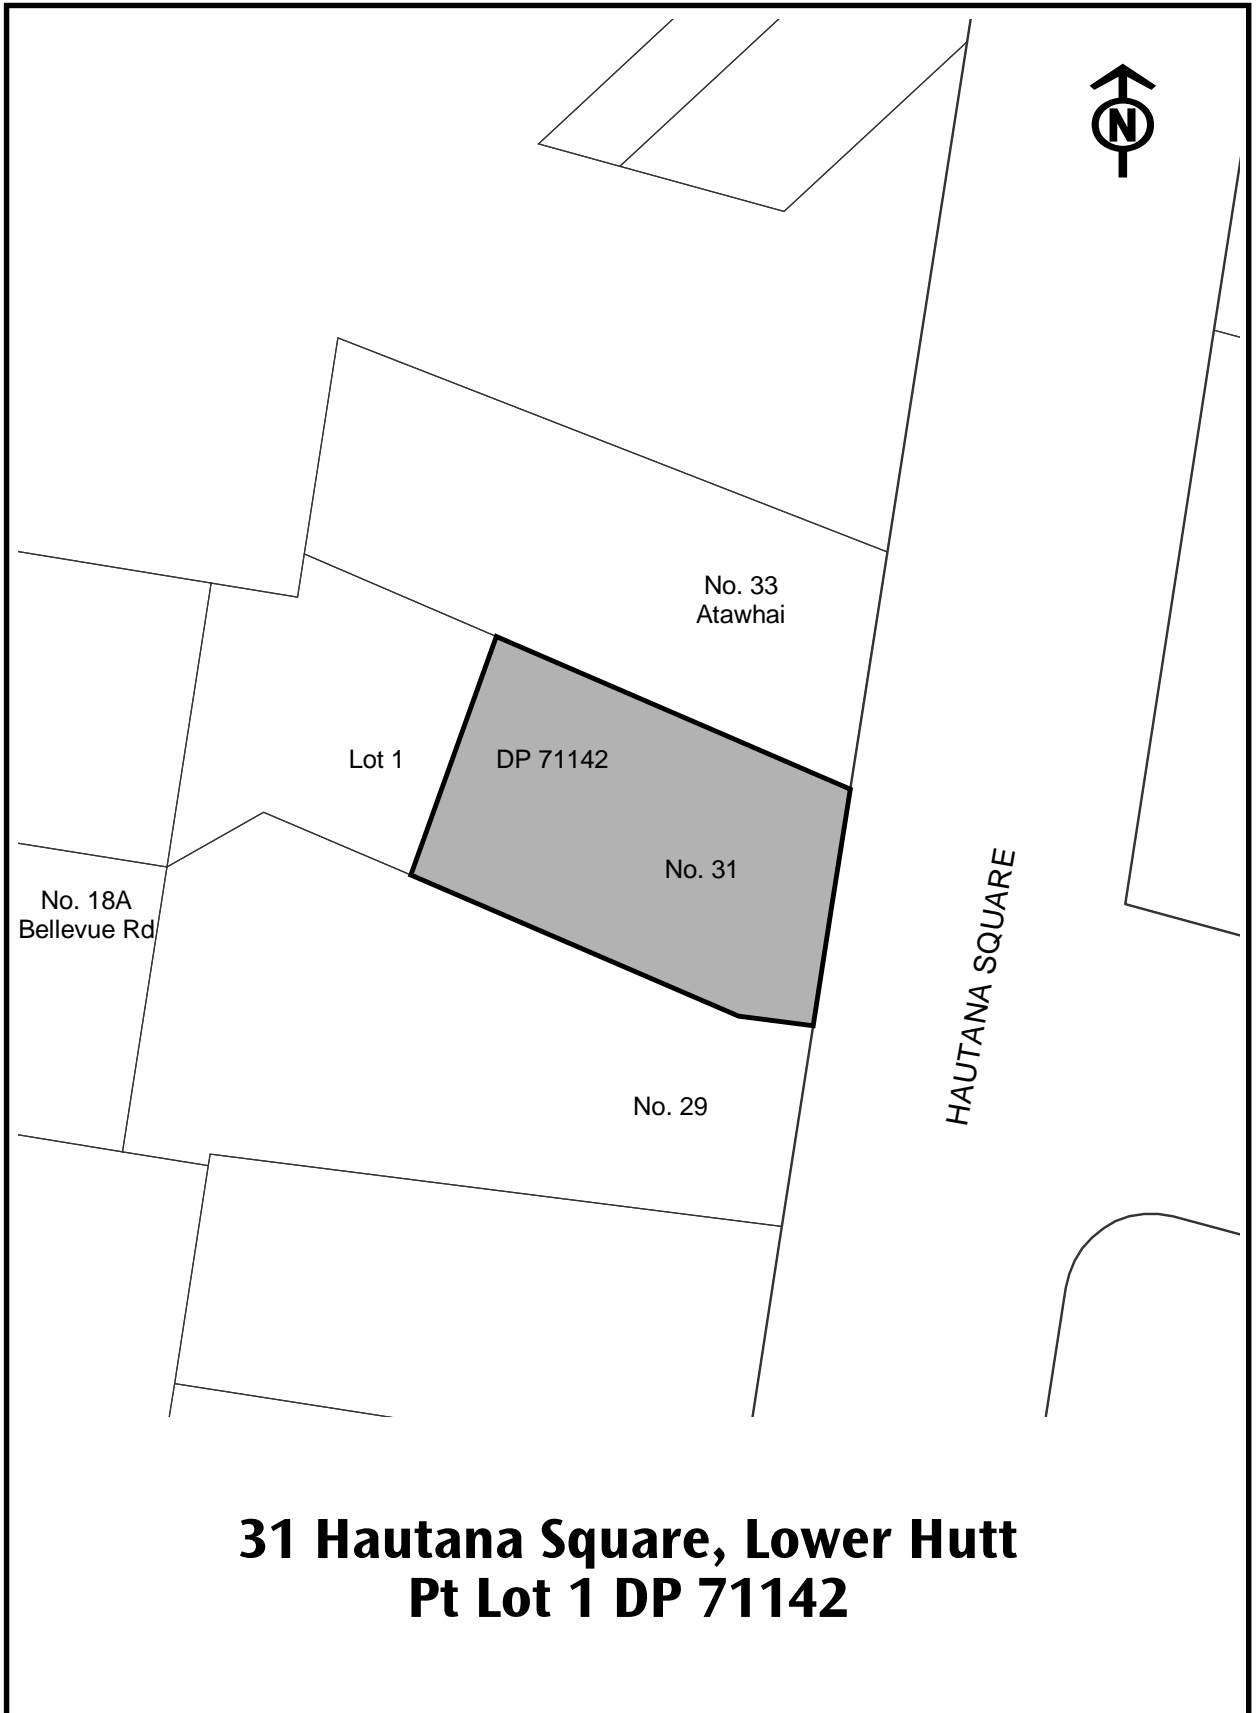 N
No. 33
Atawhai
Lot 1
DP 71142
No. 31
No. 18A
Bellevue Rd
HAUTANA SQUARE
No. 29
31 Hautana Square, Lower Hutt
Pt Lot 1 DP 71142